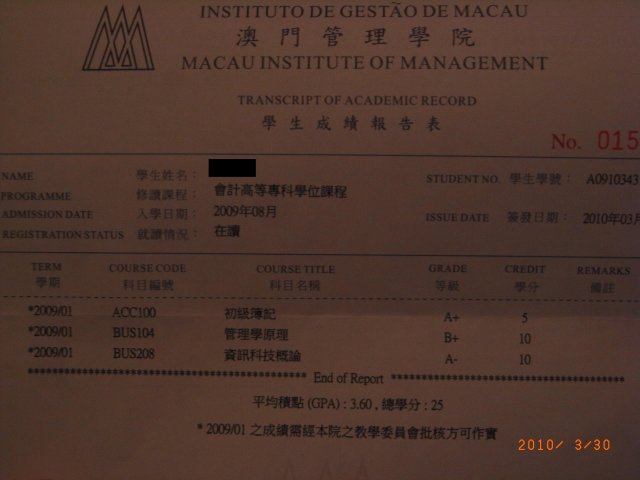 INSTITUTO DE GESTÃO DE MACAU
澳門管理學院
MACAU INSTITUTE OF MANAGEMENT
TRANSCRIPT OF ACADEMIC RECORD
學生成績報告表
No. 015
NAME 學生姓名：
PROGRAMME 修讀課程： 會計高等專科學位課程
ADMISSION DATE 入學日期： 2009年08月
REGISTRATION STATUS 就讀情況： 在讀
STUDENT NO. 學生學號： A0910343
ISSUE DATE 簽發日期： 2010年03月
TERM COURSE CODE COURSE TITLE GRADE CREDIT REMARKS
學期 科目編號 科目名稱 等級 學分 備註
*2009/01 ACC100 初級簿記 A+ 5
*2009/01 BUS104 管理學原理 B+ 10
*2009/01 BUS208 資訊科技概論 A- 10
**************************************** End of Report ****************************************
平均積點 (GPA) : 3.60 , 總學分 : 25
* 2009/01 之成績需經本院之教學委員會批核方可作實
2010/ 3/30